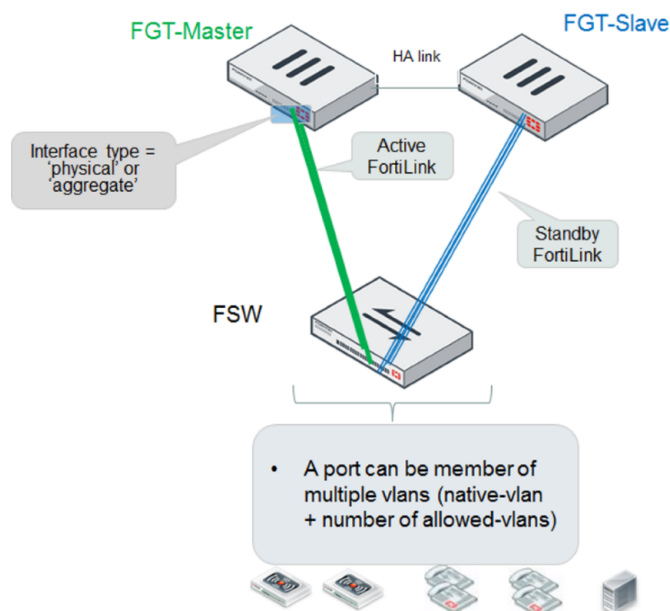 FGT-Master
FGT-Slave
HA link
Interface type =
‘physical’ or
‘aggregate’
Active
FortiLink
Standby
FortiLink
FSW
• A port can be member of
multiple vlans (native-vlan
+ number of allowed-vlans)